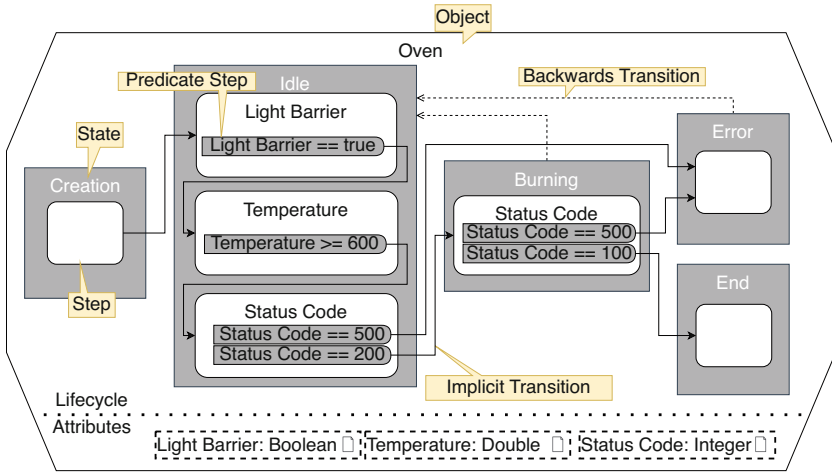 Object
Oven
Predicate Step
Idle
Backwards Transition
Light Barrier
Light Barrier == true
State
Creation
Step
Temperature
Temperature >= 600
Status Code
Status Code == 500
Status Code == 200
Burning
Status Code
Status Code == 500
Status Code == 100
Error
End
Implicit Transition
Lifecycle
Attributes
Light Barrier: Boolean
Temperature: Double
Status Code: Integer